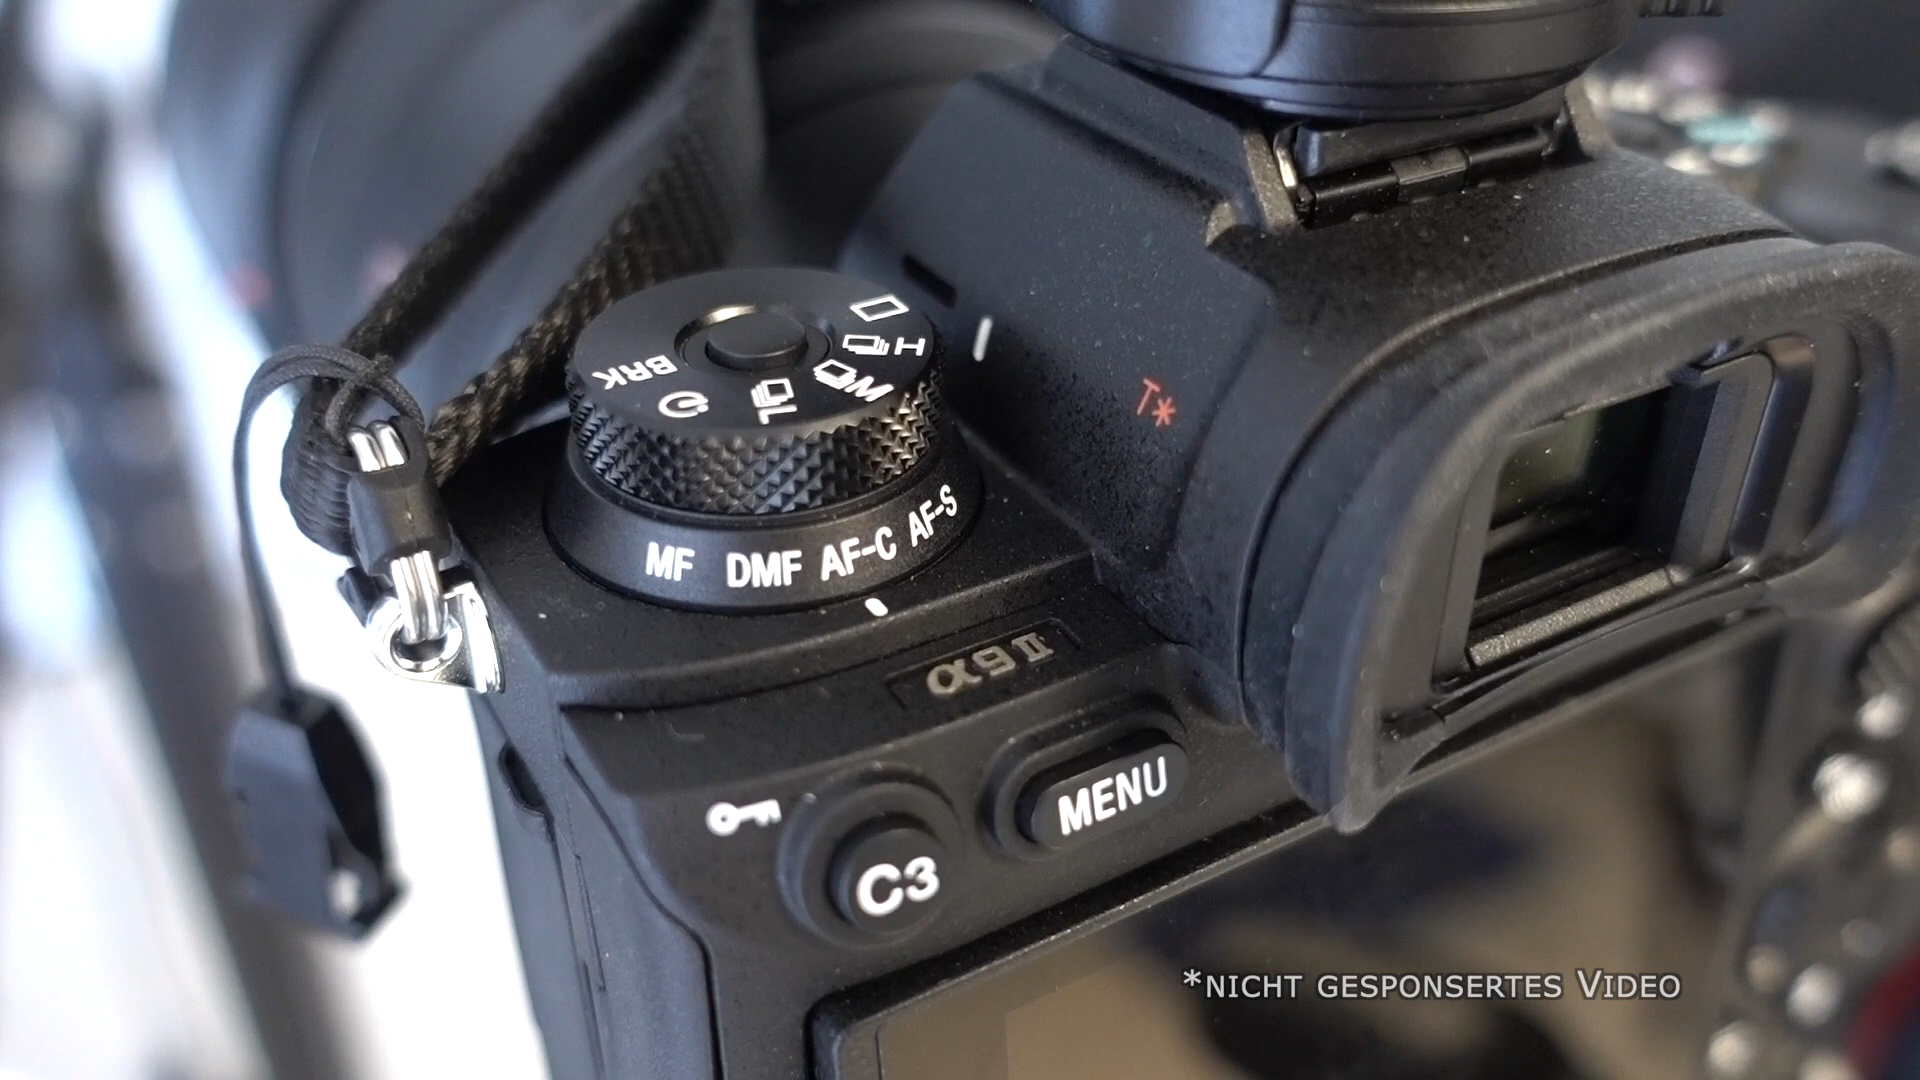 H
M
L
BRK
T*
MF DMF AF-C AF-S
α9 II
MENU
C3
*NICHT GESPONSERTES VIDEO